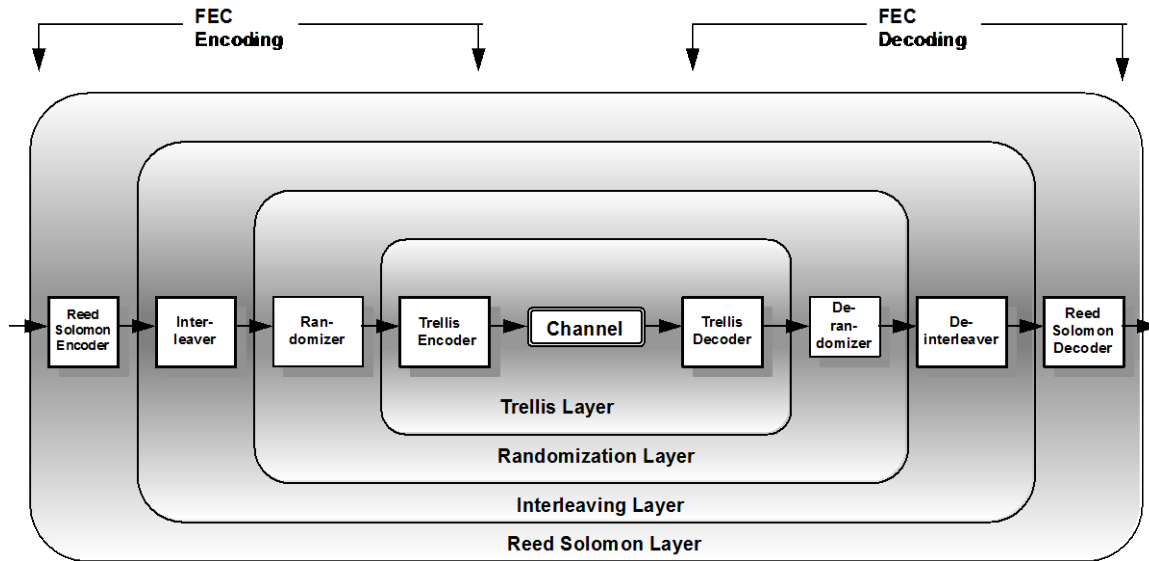 FEC
Encoding
FEC
Decoding
Reed
Solomon
Encoder
Inter-
leaver
Ran-
domizer
Trellis
Encoder
Channel
Trellis
Decoder
De-
ran-
domizer
De-
interleaver
Reed
Solomon
Decoder
Trellis Layer
Randomization Layer
Interleaving Layer
Reed Solomon Layer